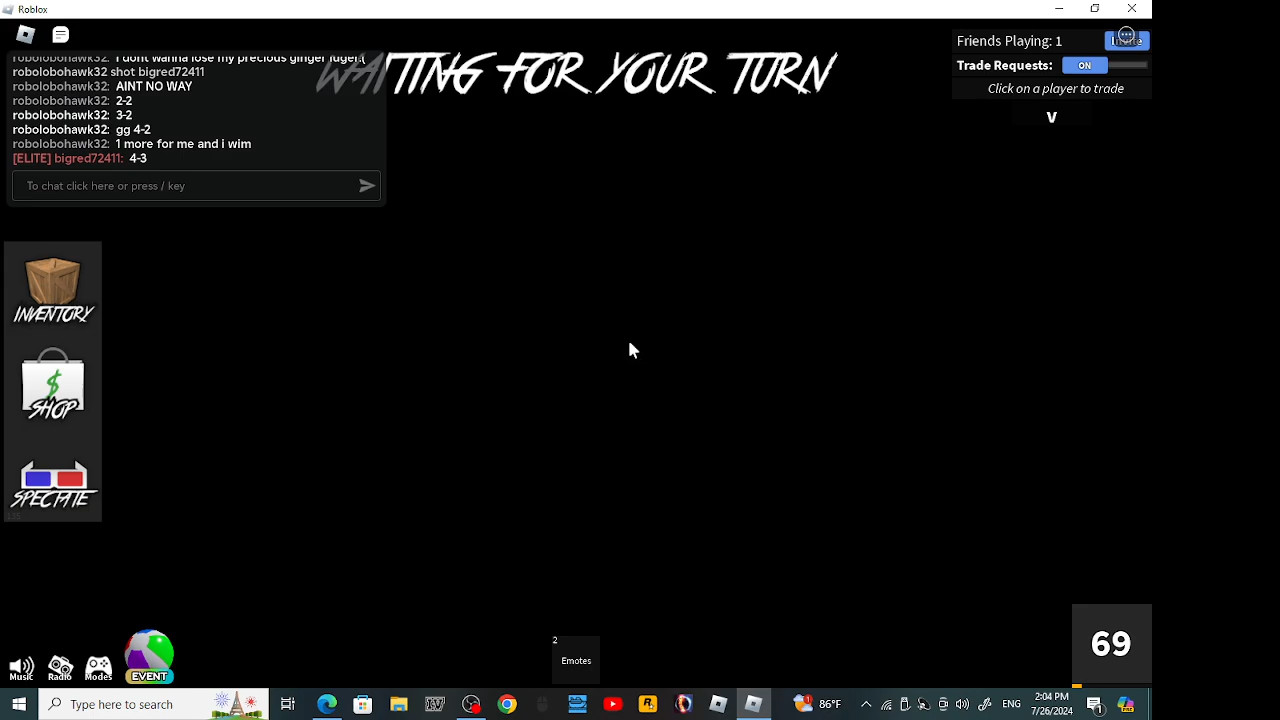 Roblox
robolobohawk32: I dont wanna lose my precious ginger luger:(
robolobohawk32 shot bigred72411
robolobohawk32: AINT NO WAY
robolobohawk32: 2-2
robolobohawk32: 3-2
robolobohawk32: gg 4-2
robolobohawk32: 1 more for me and i wim
[ELITE] bigred72411: 4-3
To chat click here or press / key
WAITING FOR YOUR TURN
Friends Playing: 1
Trade Requests: ON
Click on a player to trade
V
INVENTORY
$
SHOP
SPECTATE
Music
Radio
Modes
EVENT
2
Emotes
69
Type here to search
86°F
ENG
2:04 PM
7/26/2024